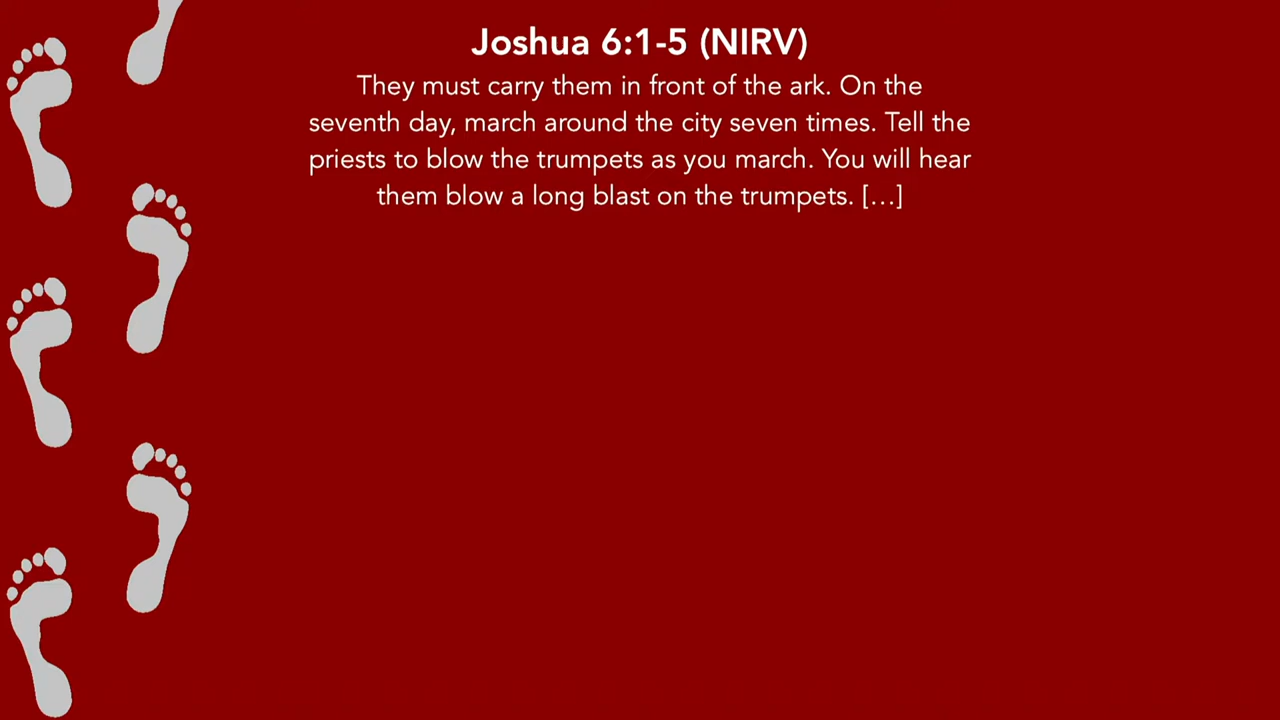 Joshua 6:1-5 (NIRV)
They must carry them in front of the ark. On the
seventh day, march around the city seven times. Tell the
priests to blow the trumpets as you march. You will hear
them blow a long blast on the trumpets. […]